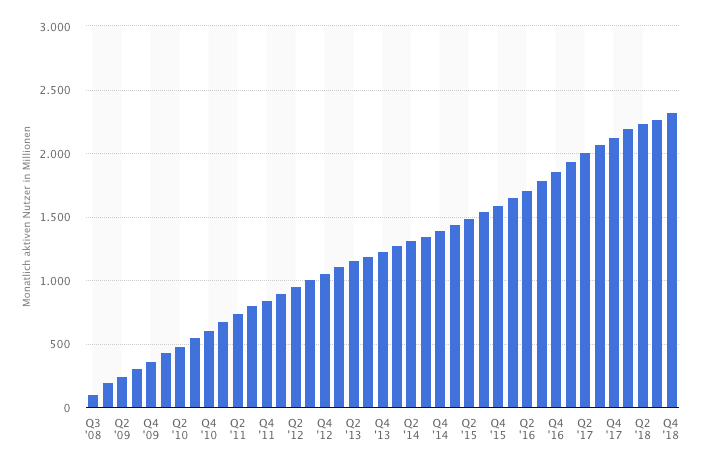 3.000
2.500
2.000
1.500
1.000
500
0
Monatlich aktiven Nutzer in Millionen
Q3 Q2 Q4 Q2 Q4 Q2 Q4 Q2 Q4 Q2 Q4 Q2 Q4 Q2 Q4 Q2 Q4 Q2 Q4 Q2 Q4
'08 '09 '09 '10 '10 '11 '11 '12 '12 '13 '13 '14 '14 '15 '15 '16 '16 '17 '17 '18 '18